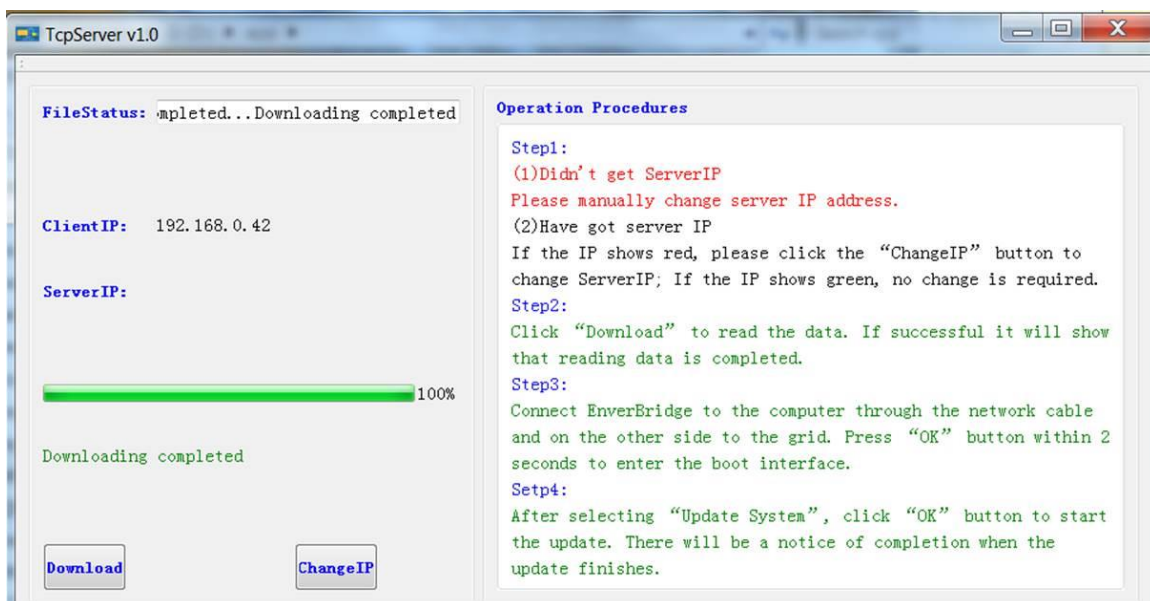 TcpServer v1.0
FileStatus: mpleted...Downloading completed
ClientIP: 192.168.0.42
ServerIP:
100%
Downloading completed
Download
ChangeIP
Operation Procedures
Step1:
(1)Didn't get ServerIP
Please manually change server IP address.
(2)Have got server IP
If the IP shows red, please click the “ChangeIP” button to
change ServerIP; If the IP shows green, no change is required.
Step2:
Click “Download” to read the data. If successful it will show
that reading data is completed.
Step3:
Connect EnverBridge to the computer through the network cable
and on the other side to the grid. Press “OK” button within 2
seconds to enter the boot interface.
Setp4:
After selecting “Update System”, click “OK” button to start
the update. There will be a notice of completion when the
update finishes.